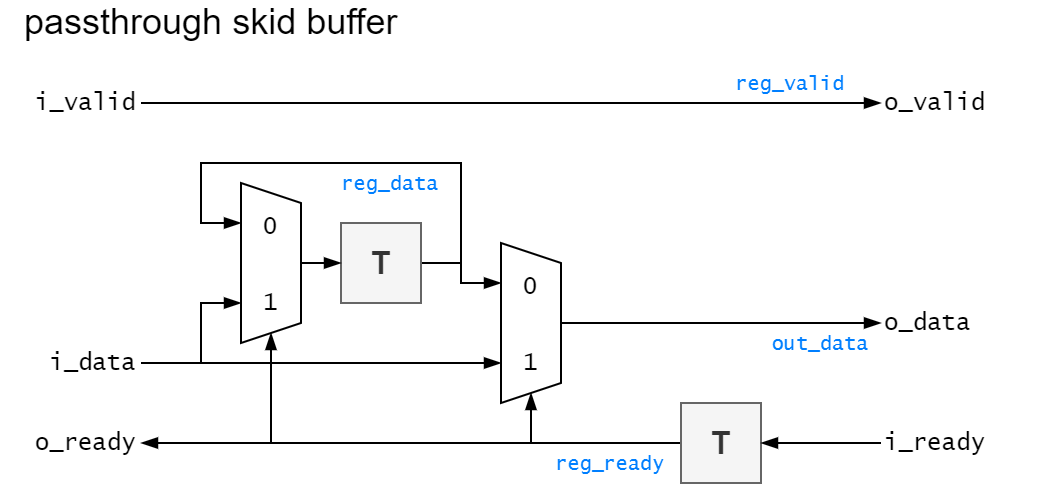 passthrough skid buffer
reg_valid
i_valid
o_valid
reg_data
0
T
1
0
1
i_data
o_data
out_data
o_ready
T
i_ready
reg_ready